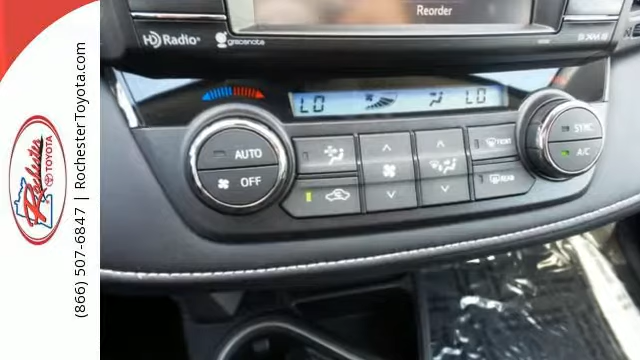 Reorder
HD Radio
gracenote
LO LO
AUTO
OFF
FRONT
REAR
SYNC
A/C
Rochester
TOYOTA
(866) 507-6847 | RochesterToyota.com